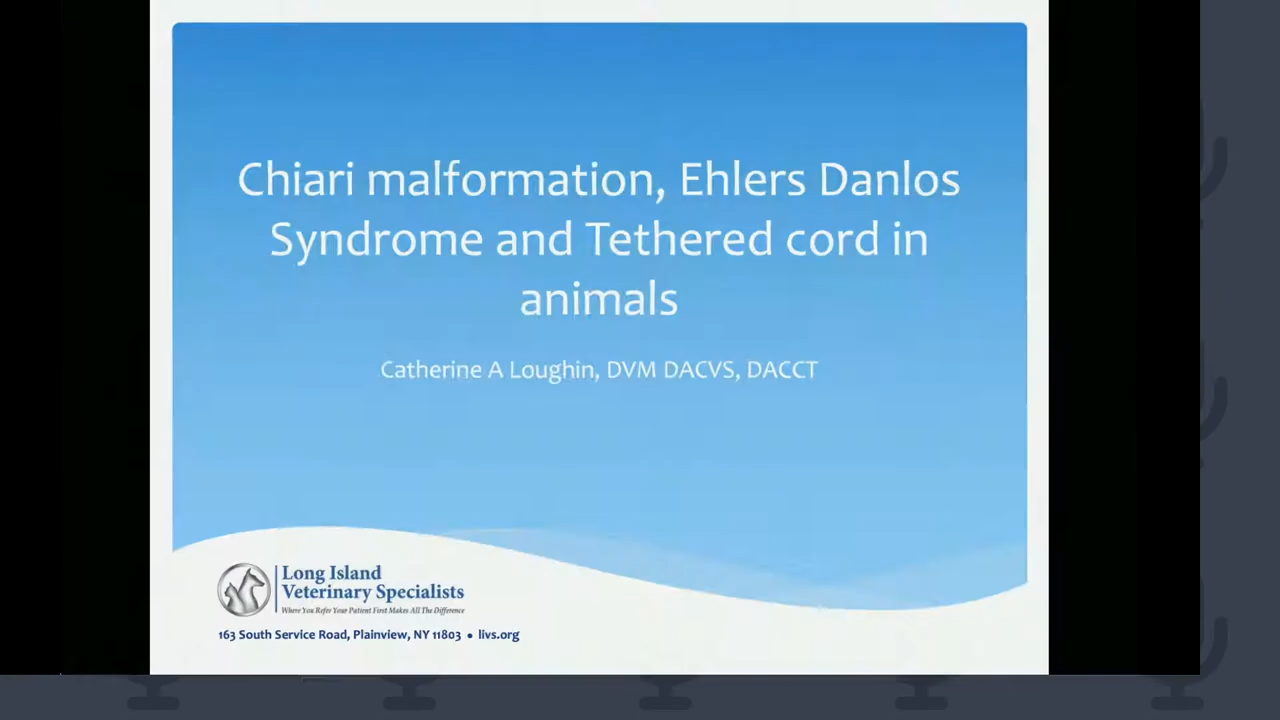 Chiari malformation, Ehlers Danlos
Syndrome and Tethered cord in
animals
Catherine A Loughin, DVM DACVS, DACCT
Long Island
Veterinary Specialists
Where You Refer Your Patient First Makes All The Difference
163 South Service Road, Plainview, NY 11803 • livs.org